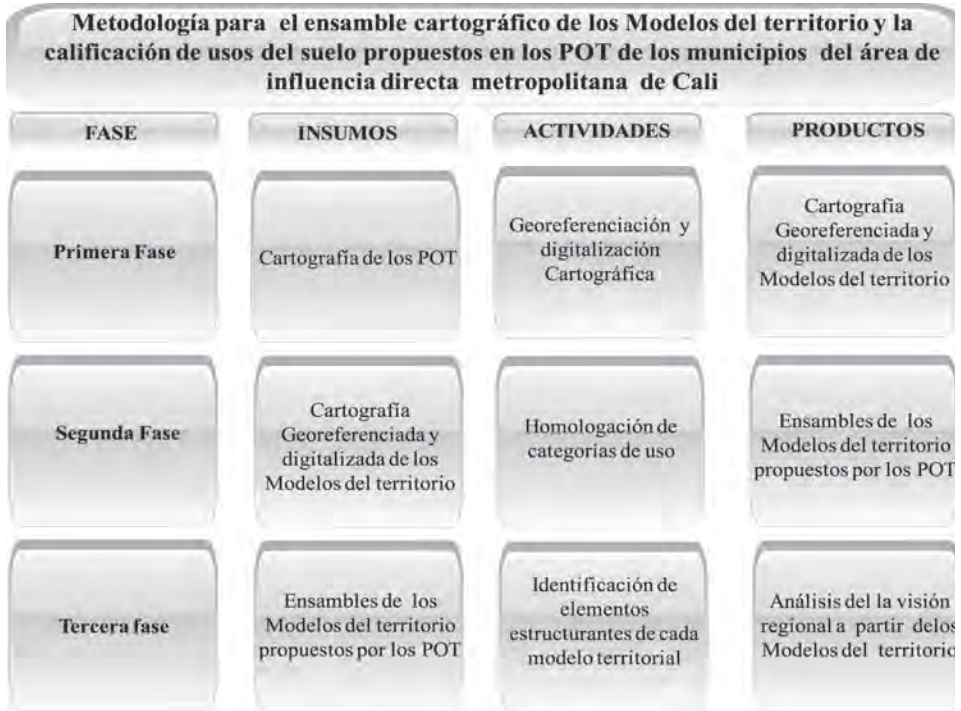 Metodología para el ensamble cartográfico de los Modelos del territorio y la
calificación de usos del suelo propuestos en los POT de los municipios del área de
influencia directa metropolitana de Cali
FASE
INSUMOS
ACTIVIDADES
PRODUCTOS
Primera Fase
Cartografía de los POT
Georeferenciación y
digitalización
Cartográfica
Cartografía
Georeferenciada y
digitalizada de los
Modelos del territorio
Segunda Fase
Cartografía
Georeferenciada y
digitalizada de los
Modelos del territorio
Homologación de
categorías de uso
Ensambles de los
Modelos del territorio
propuestos por los POT
Tercera fase
Ensambles de los
Modelos del territorio
propuestos por los POT
Identificación de
elementos
estructurantes de cada
modelo territorial
Análisis del la visión
regional a partir delos
Modelos del territorio